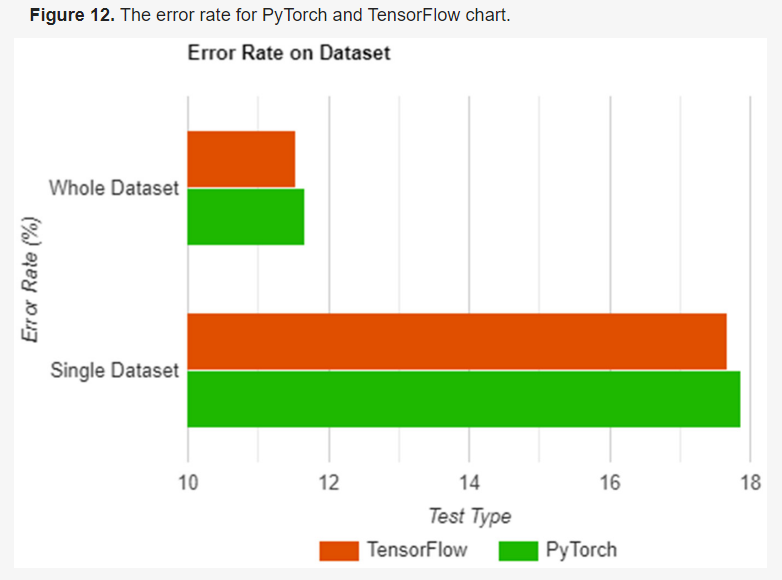 Figure 12. The error rate for PyTorch and TensorFlow chart.
Error Rate on Dataset
Error Rate (%)
Whole Dataset
Single Dataset
10 12 14 16 18
Test Type
TensorFlow PyTorch